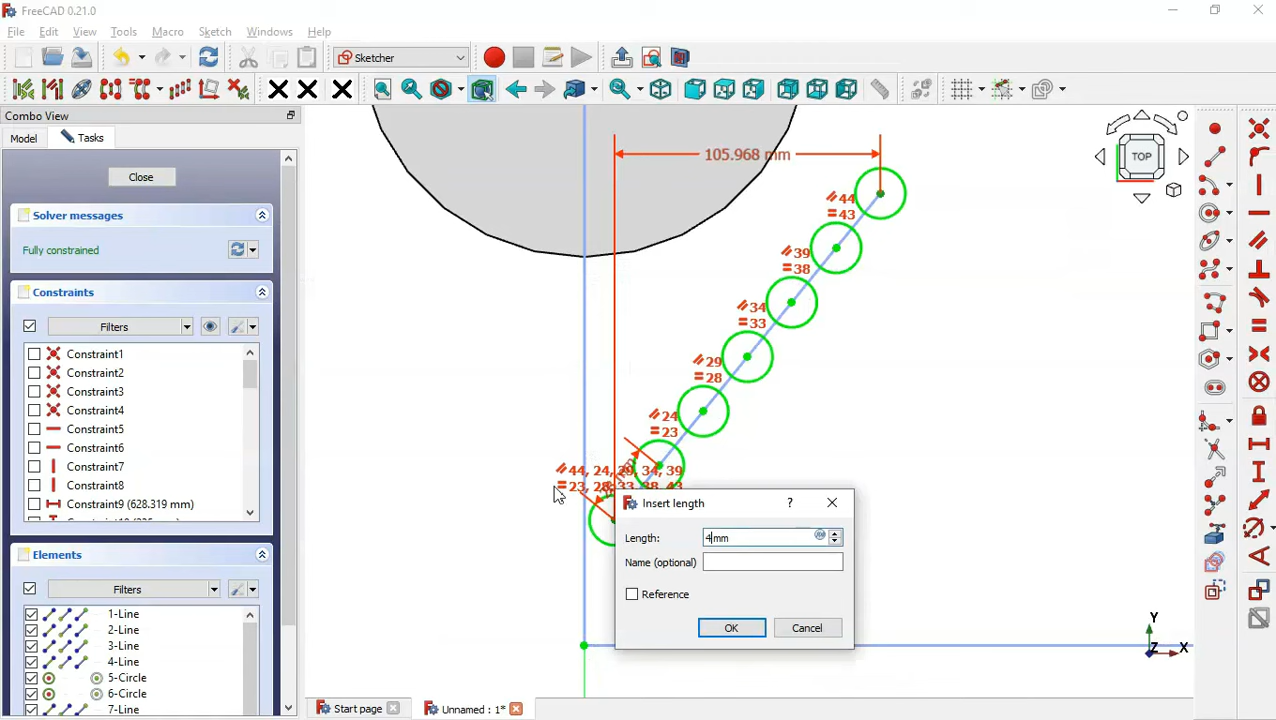 FreeCAD 0.21.0
File Edit View Tools Macro Sketch Windows Help
Sketcher
Combo View
Model Tasks
Close
Solver messages
Fully constrained
Constraints
Filters
Constraint1
Constraint2
Constraint3
Constraint4
Constraint5
Constraint6
Constraint7
Constraint8
Constraint9 (628.319 mm)
Elements
Filters
1-Line
2-Line
3-Line
4-Line
5-Circle
6-Circle
7-Line
105.968 mm
44
=43
39
=38
34
=33
29
=28
24
=23
44, 24, 29, 34, 39
=23, 28, 33, 38, 43
TOP
Insert length ?
Length: 4mm
Name (optional)
Reference
OK Cancel
Y
Z X
Start page Unnamed : 1*